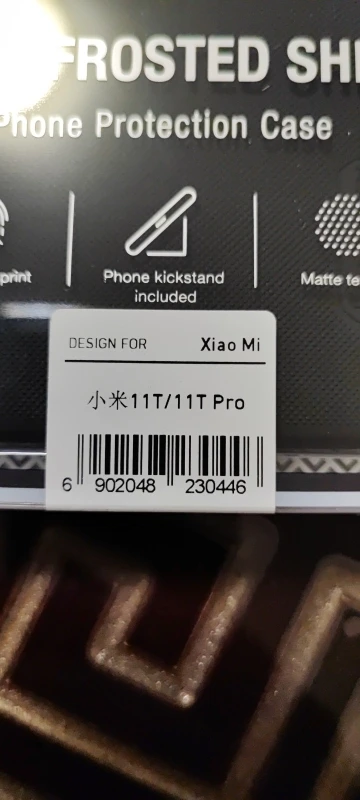 FROSTED
Phone Protection Case
Phone kickstand
included
Matte
DESIGN FOR Xiao Mi
小米11T/11T Pro
6 902048 230446